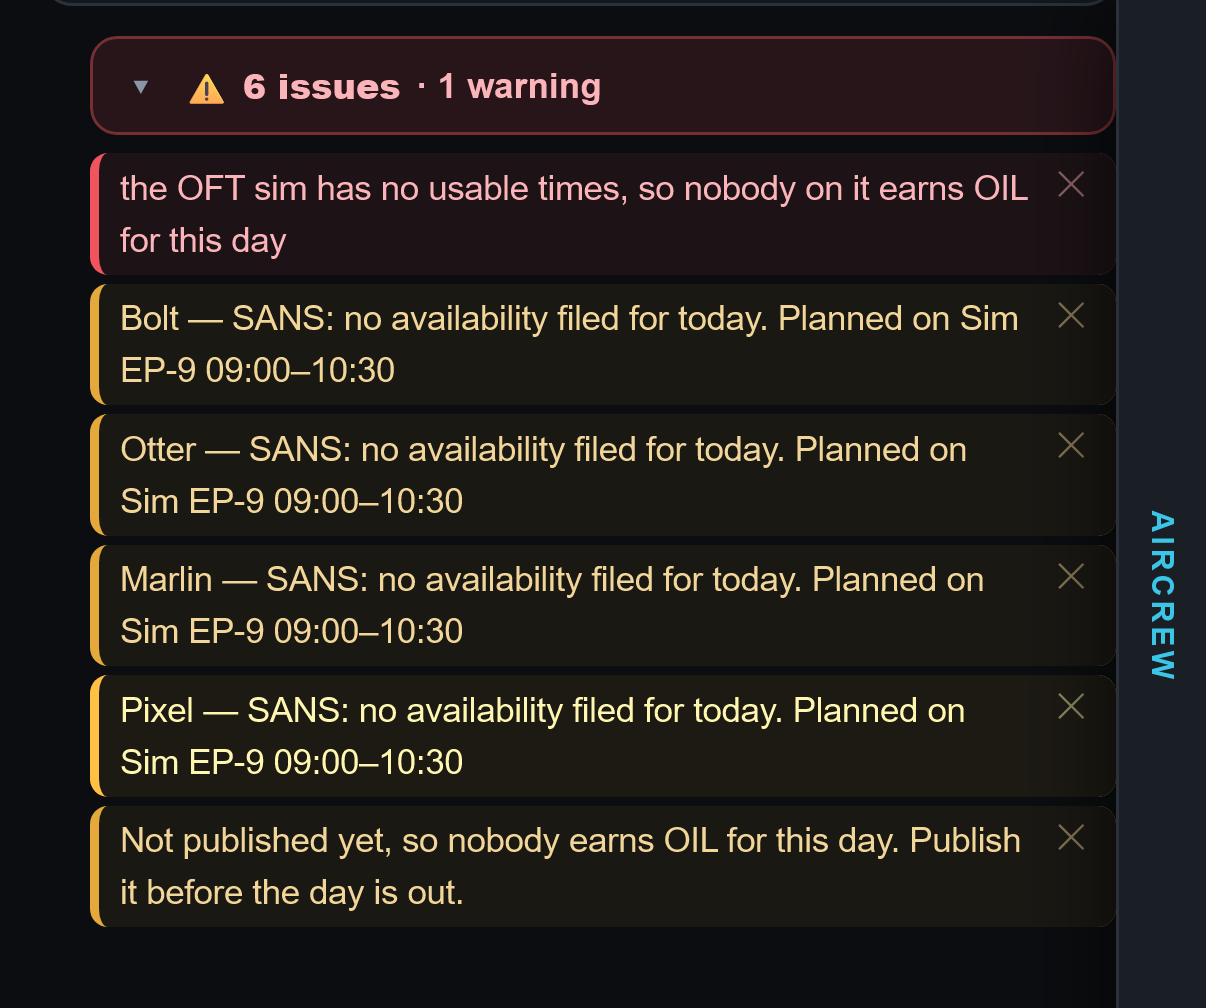 6 issues · 1 warning
the OFT sim has no usable times, so nobody on it earns OIL
for this day
Bolt — SANS: no availability filed for today. Planned on Sim
EP-9 09:00–10:30
Otter — SANS: no availability filed for today. Planned on
Sim EP-9 09:00–10:30
Marlin — SANS: no availability filed for today. Planned on
Sim EP-9 09:00–10:30
Pixel — SANS: no availability filed for today. Planned on
Sim EP-9 09:00–10:30
Not published yet, so nobody earns OIL for this day. Publish
it before the day is out.
AIRCREW